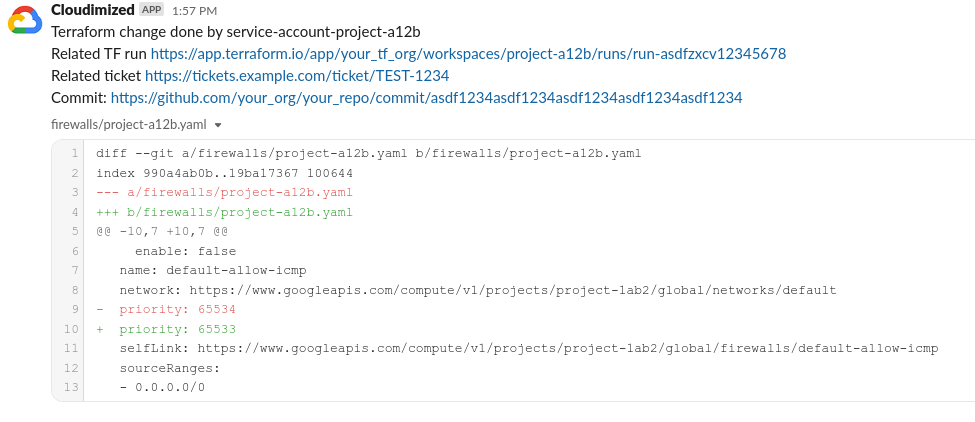 Cloudimized APP 1:57 PM
Terraform change done by service-account-project-a12b
Related TF run https://app.terraform.io/app/your_tf_org/workspaces/project-a12b/runs/run-asdfzxcv12345678
Related ticket https://tickets.example.com/ticket/TEST-1234
Commit: https://github.com/your_org/your_repo/commit/asdf1234asdf1234asdf1234asdf1234asdf1234
firewalls/project-a12b.yaml
1 diff --git a/firewalls/project-a12b.yaml b/firewalls/project-a12b.yaml
2 index 990a4ab0b..19ba17367 100644
3 --- a/firewalls/project-a12b.yaml
4 +++ b/firewalls/project-a12b.yaml
5 @@ -10,7 +10,7 @@
6 enable: false
7 name: default-allow-icmp
8 network: https://www.googleapis.com/compute/v1/projects/project-1ab2/global/networks/default
9 - priority: 65534
10 + priority: 65533
11 selfLink: https://www.googleapis.com/compute/v1/projects/project-1ab2/global/firewalls/default-allow-icmp
12 sourceRanges:
13 - 0.0.0.0/0